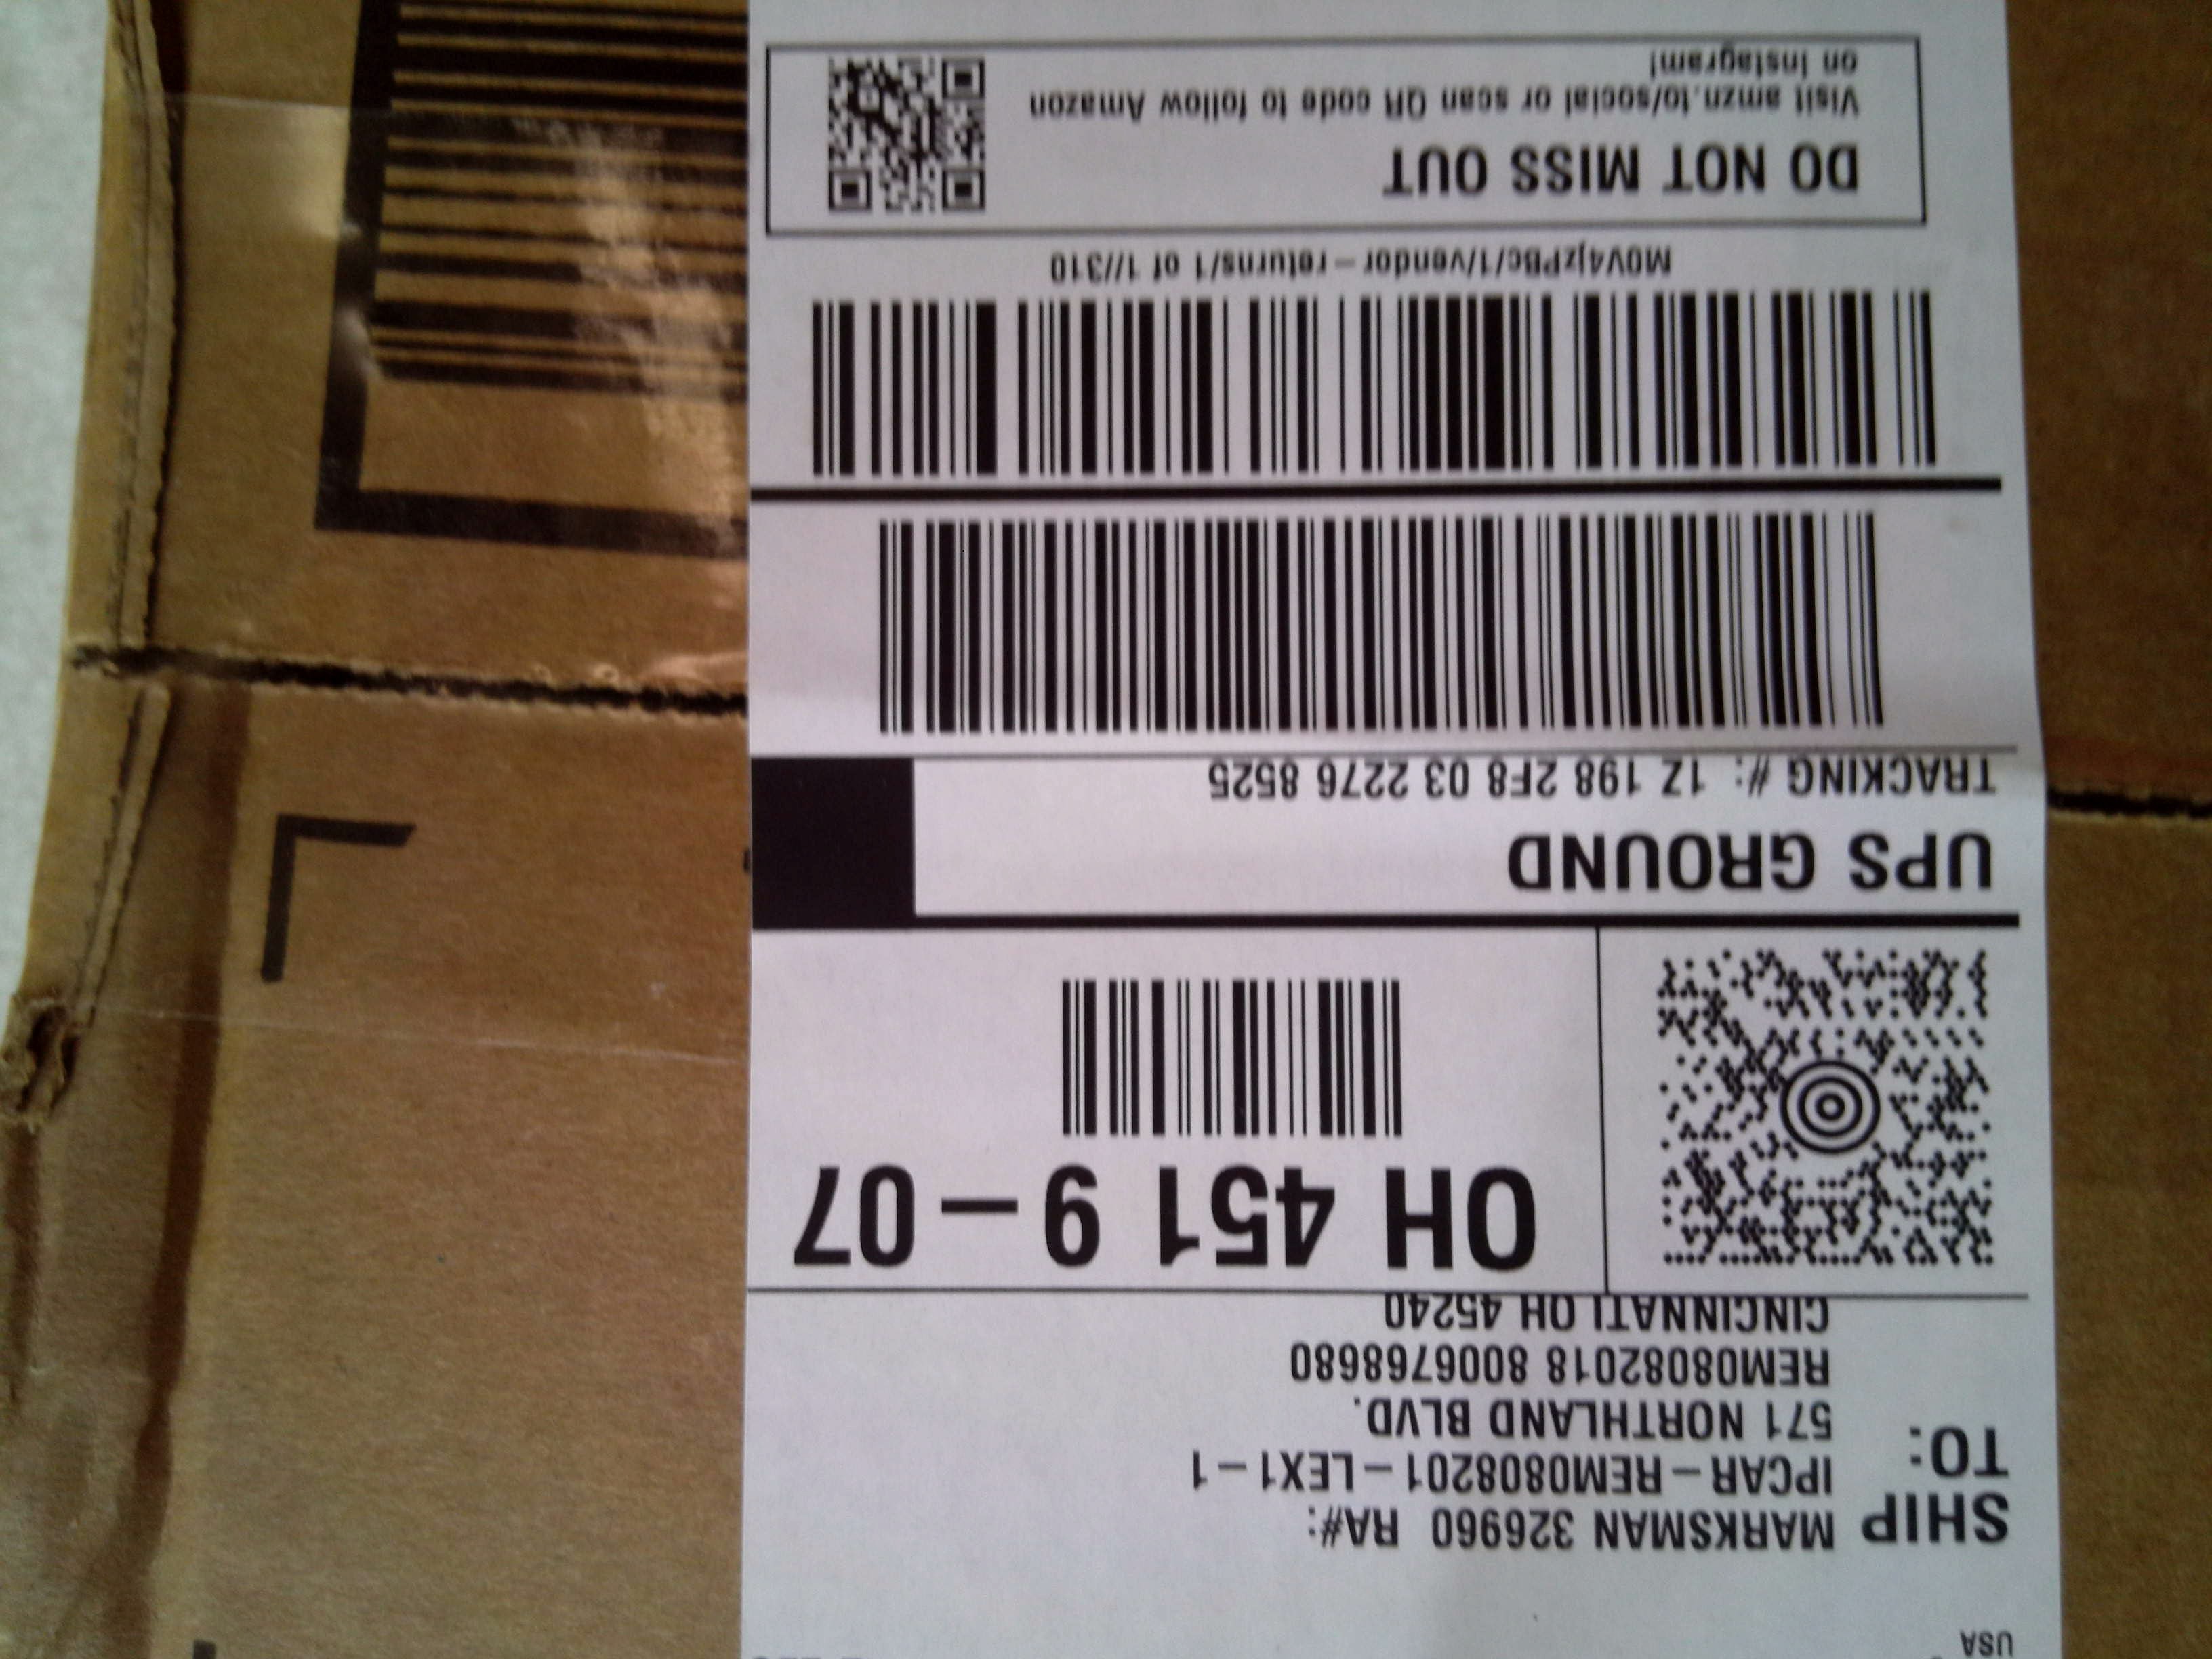 USA
SHIP
TO:
MARKSMAN 326960 RA#:
IPCAR-REM0808201-LEX1-1
571 NORTHLAND BLVD.
REM08082018 8006768680
CINCINNATI OH 45240
OH 451 9-07
UPS GROUND
TRACKING #: 1Z 198 2F8 03 2276 8525
M0V4jzPBc/1/vendor-returns/1 of 1//310
DO NOT MISS OUT
Visit amzn.to/social or scan QR code to follow Amazon
on Instagram!